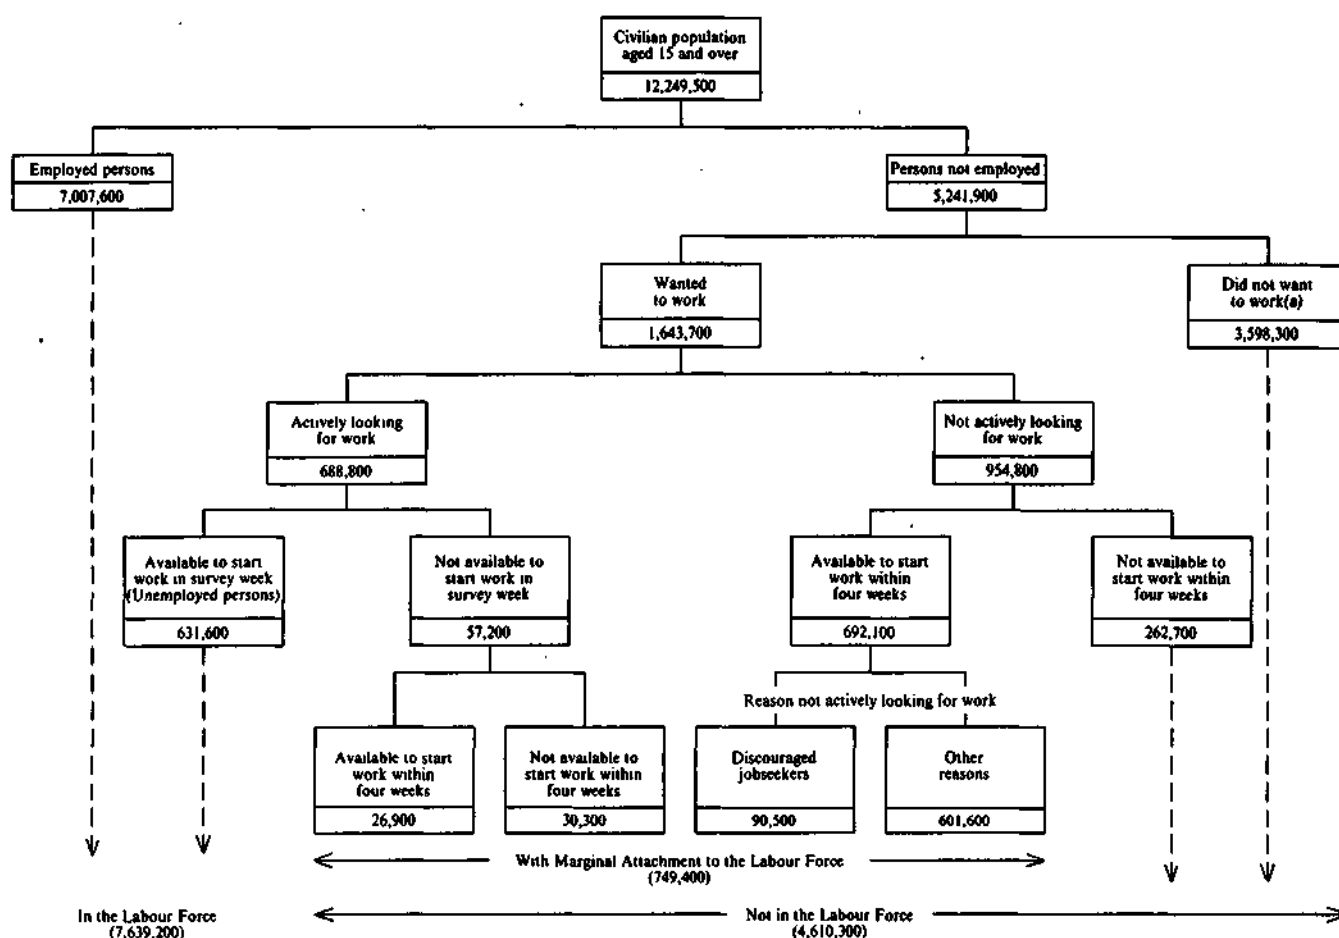 Civilian population
aged 15 and over
12,249,500
Employed persons
7,007,600
Persons not employed
5,241,900
Wanted
to work
1,643,700
Did not want
to work(a)
3,598,300
Actively looking
for work
688,800
Not actively looking
for work
954,800
Available to start
work in survey week
(Unemployed persons)
631,600
Not available to
start work in
survey week
57,200
Available to start
work within
four weeks
692,100
Not available to
start work within
four weeks
262,700
Reason not actively looking for work
Available to start
work within
four weeks
26,900
Not available to
start work within
four weeks
30,300
Discouraged
jobseekers
90,500
Other
reasons
601,600
With Marginal Attachment to the Labour Force
(749,400)
In the Labour Force
(7,639,200)
Not in the Labour Force
(4,610,300)